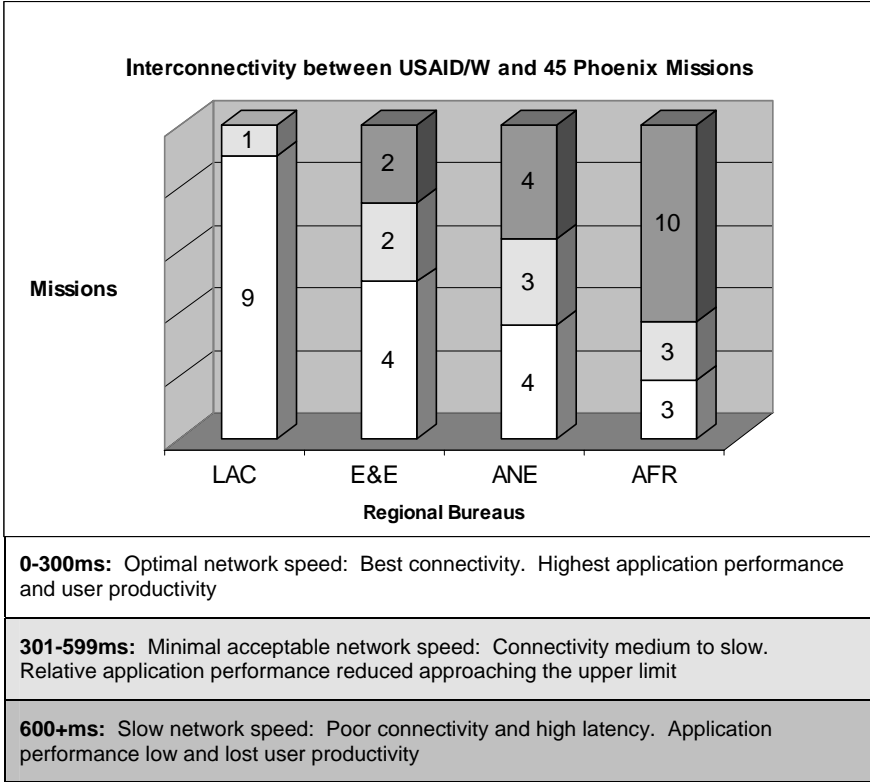 Interconnectivity between USAID/W and 45 Phoenix Missions
1
2
4
10
2
3
3
9
4
4
3
Missions
LAC E&E ANE AFR
Regional Bureaus
0-300ms: Optimal network speed: Best connectivity. Highest application performance
and user productivity
301-599ms: Minimal acceptable network speed: Connectivity medium to slow.
Relative application performance reduced approaching the upper limit
600+ms: Slow network speed: Poor connectivity and high latency. Application
performance low and lost user productivity